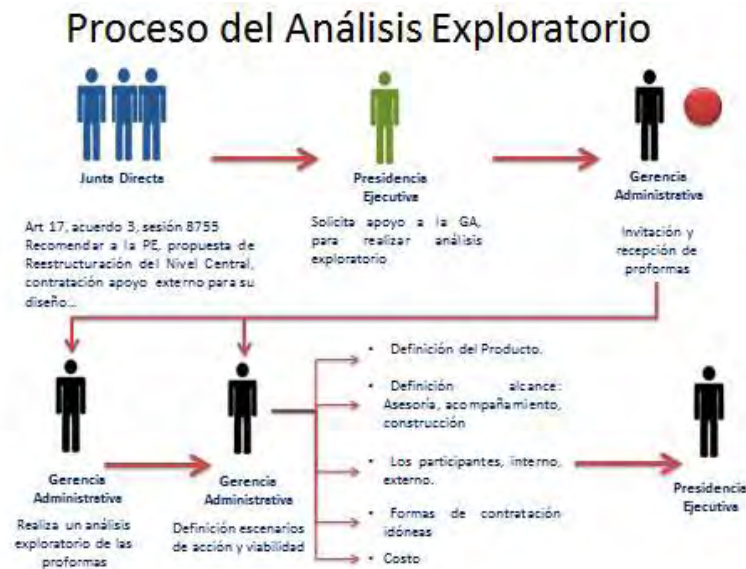 Proceso del Análisis Exploratorio
Junta Directa
Art 17, acuerdo 3, sesión 8755
Recomendar a la PE, propuesta de
Reestructuración del Nivel Central,
contratación apoyo externo para su
diseño...
Presidencia
Ejecutiva
Solicita apoyo a la GA,
para realizar análisis
exploratorio
Gerencia
Administrativa
Invitación y
recepción de
proformas
Gerencia
Administrativa
Realiza un análisis
exploratorio de las
proformas
Gerencia
Administrativa
Definición escenarios
de acción y viabilidad
• Definición del Producto.
• Definición alcance:
Asesoría, acompañamiento,
construcción
• Los participantes, interno,
externo.
• Formas de contratación
idóneas
• Costo
Presidencia
Ejecutiva